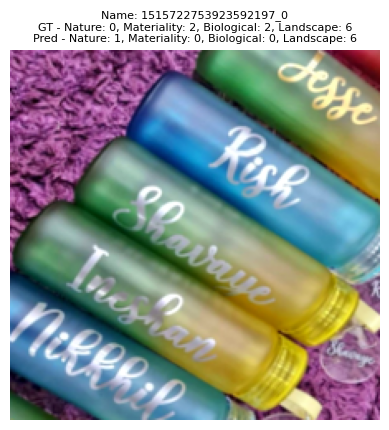 Name: 1515722753923592197_0
GT - Nature: 0, Materiality: 2, Biological: 2, Landscape: 6
Pred - Nature: 1, Materiality: 0, Biological: 0, Landscape: 6
Jesse
Rish
Shavaye
Ineshan
Nikkhil
Shavaye